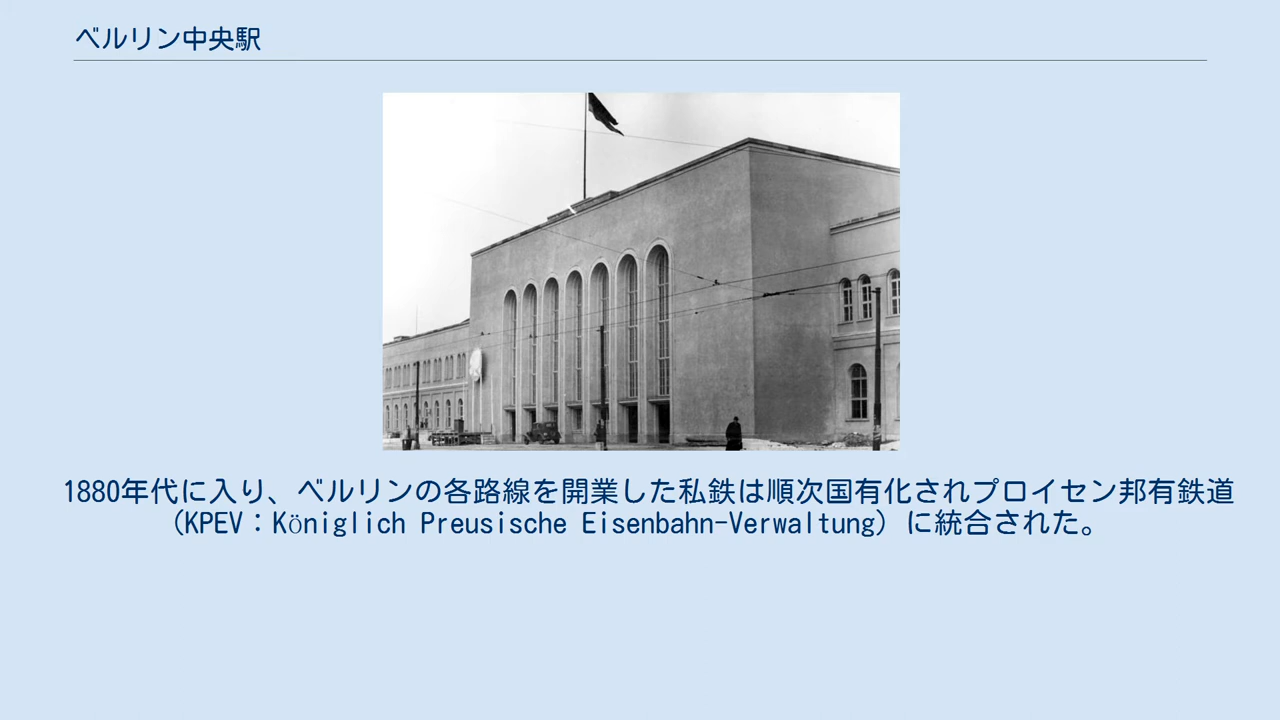 ベルリン中央駅
1880年代に入り、ベルリンの各路線を開業した私鉄は順次国有化されプロイセン邦有鉄道
（KPEV：Königlich Preusische Eisenbahn-Verwaltung）に統合された。